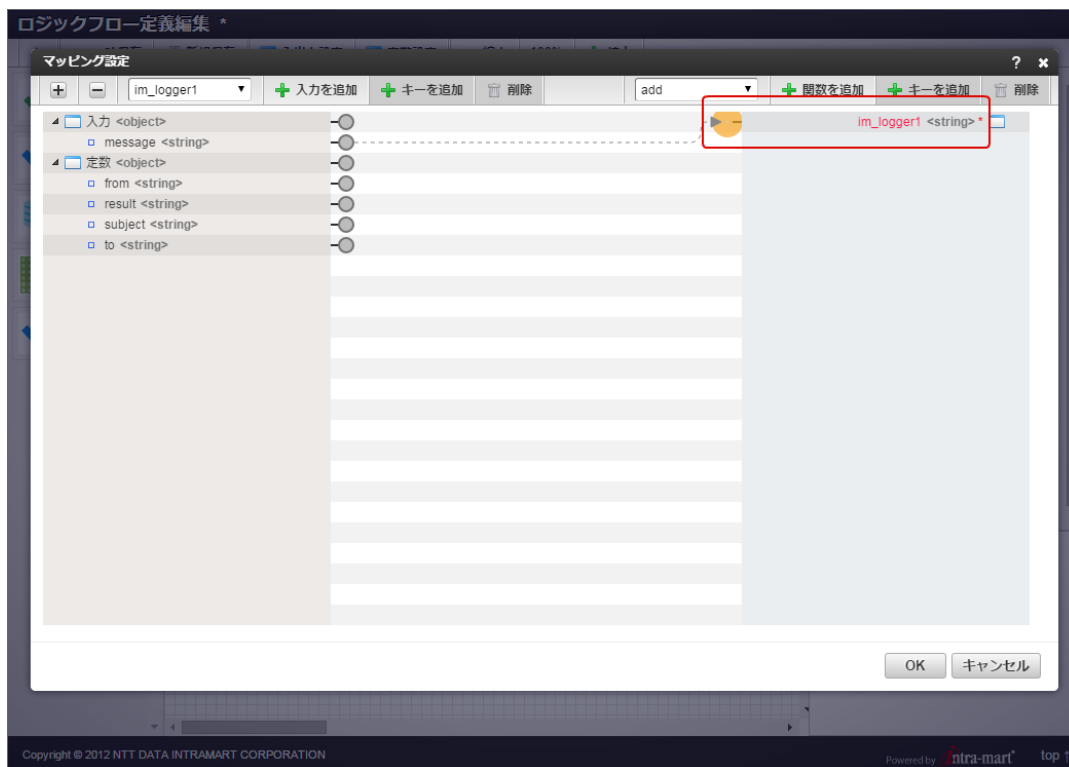 ロジックフロー定義編集 *
マッピング設定 ? ×
im_logger1 入力を追加 キーを追加 削除 add 関数を追加 キーを追加 削除
入力 <object> im_logger1 <string> *
message <string>
定数 <object>
from <string>
result <string>
subject <string>
to <string>
OK キャンセル
Copyright © 2012 NTT DATA INTRAMART CORPORATION Powered by intra-mart top